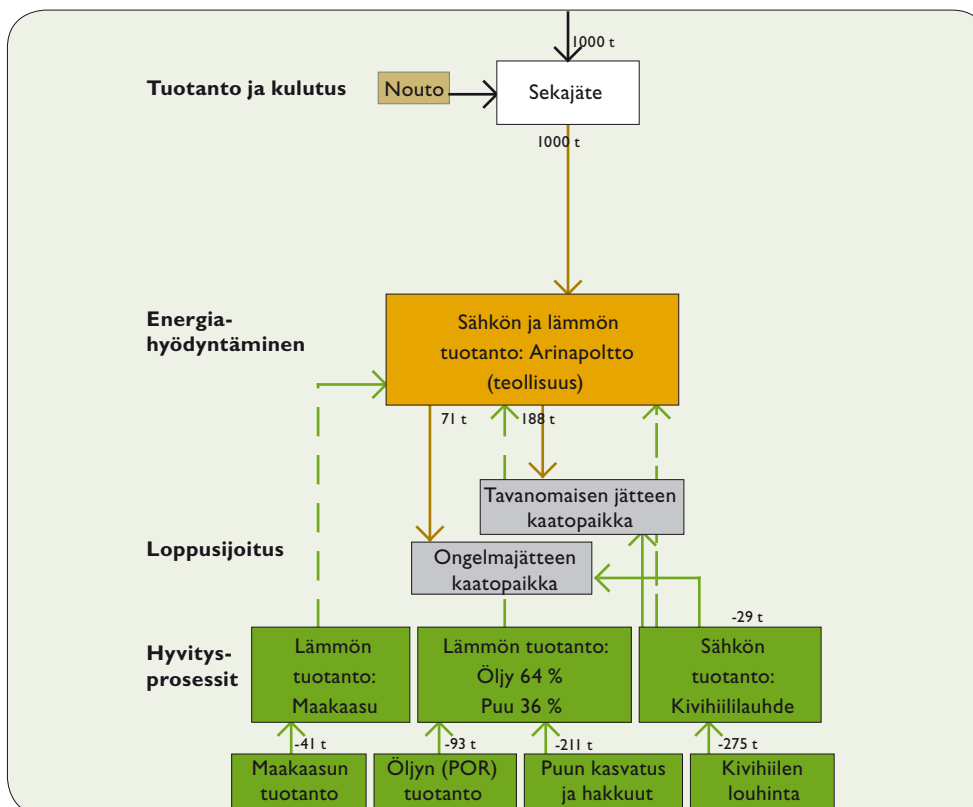 1000 t
Tuotanto ja kulutus
Nouto
Sekajäte
1000 t
Energia-
hyödyntäminen
Sähkön ja lämmön
tuotanto: Arinapoltto
(teollisuus)
71 t
188 t
Tavanomaisen jätteen
kaatopaikka
Loppusijoitus
Ongelmajätteen
kaatopaikka
-29 t
Hyvitys-
prosessit
Lämmön
tuotanto:
Maakaasu
Lämmön tuotanto:
Öljy 64 %
Puu 36 %
Sähkön
tuotanto:
Kivihiililauhde
-41 t
-93 t
-211 t
-275 t
Maakaasun
tuotanto
Öljyn (POR)
tuotanto
Puun kasvatus
ja hakkuut
Kivihiilen
louhinta